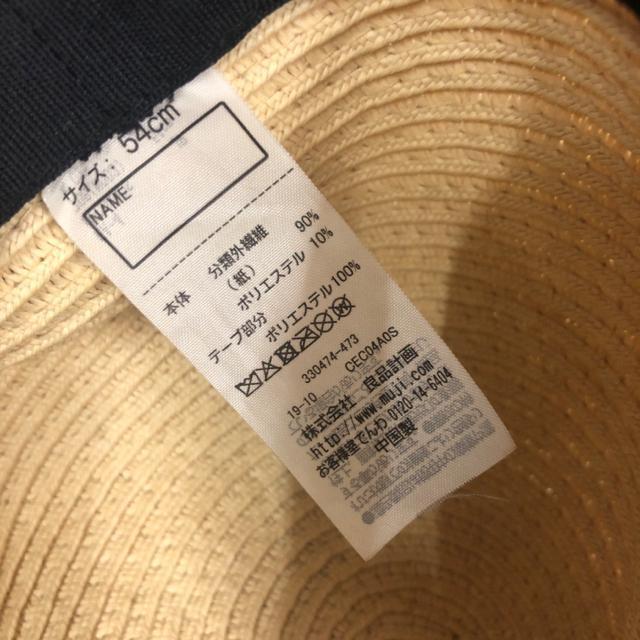 サイズ: 54cm
NAME
本体 分類外繊維 90%
(紙)
ポリエステル 10%
テープ部分 ポリエステル100%
330474-473
19-10 CEC04A0S
株式会社 良品計画
http://www.muji.com
お客様室でんわ 0120-14-6404
中国製